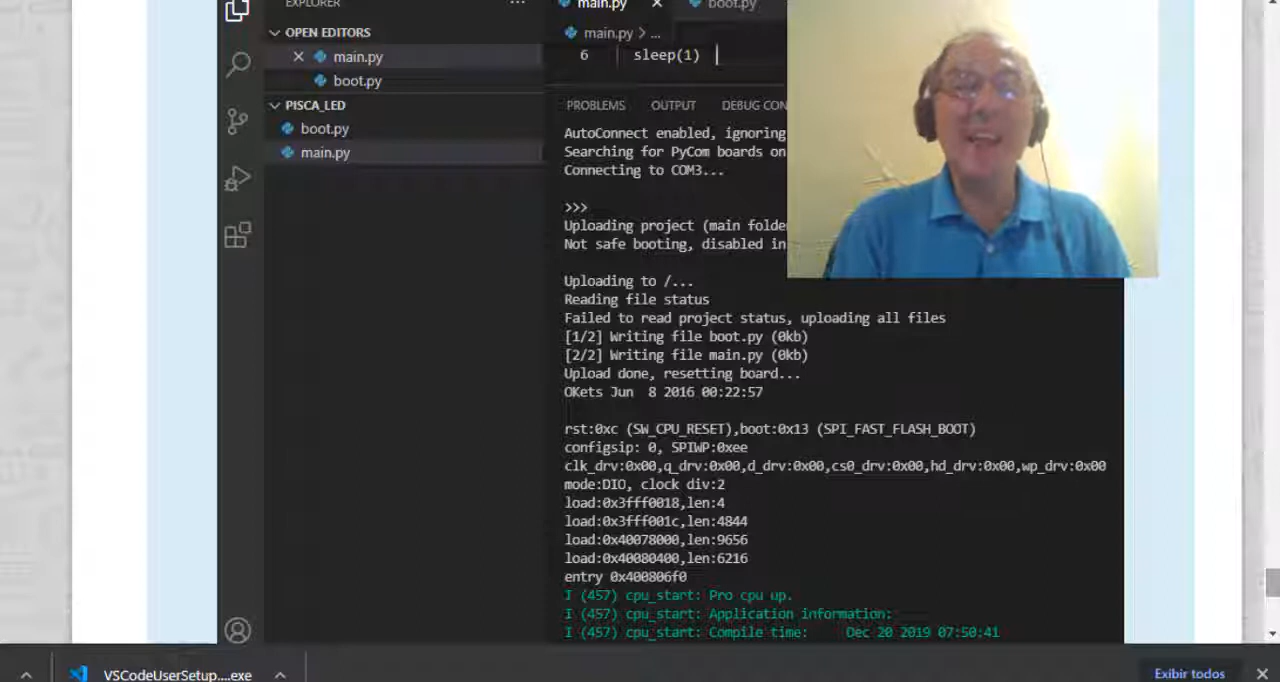 EXPLORER
OPEN EDITORS
main.py
boot.py
PISCA_LED
boot.py
main.py
main.py
boot.py
main.py > ...
6 sleep(1)
PROBLEMS OUTPUT DEBUG CON
AutoConnect enabled, ignoring
Searching for PyCom boards on
Connecting to COM3...
>>>
Uploading project (main folde
Not safe booting, disabled in
Uploading to /...
Reading file status
Failed to read project status, uploading all files
[1/2] Writing file boot.py (0kb)
[2/2] Writing file main.py (0kb)
Upload done, resetting board...
OKets Jun  8 2016 00:22:57
rst:0xc (SW_CPU_RESET),boot:0x13 (SPI_FAST_FLASH_BOOT)
configsip: 0, SPIWP:0xee
clk_drv:0x00,q_drv:0x00,d_drv:0x00,cs0_drv:0x00,hd_drv:0x00,wp_drv:0x00
mode:DIO, clock div:2
load:0x3fff0018,len:4
load:0x3fff001c,len:4844
load:0x40078000,len:9656
load:0x40080400,len:6216
entry 0x400806f0
I (457) cpu_start: Pro cpu up.
I (457) cpu_start: Application information:
I (457) cpu_start: Compile time:     Dec 20 2019 07:50:41
VSCodeUserSetup....exe
Exibir todos